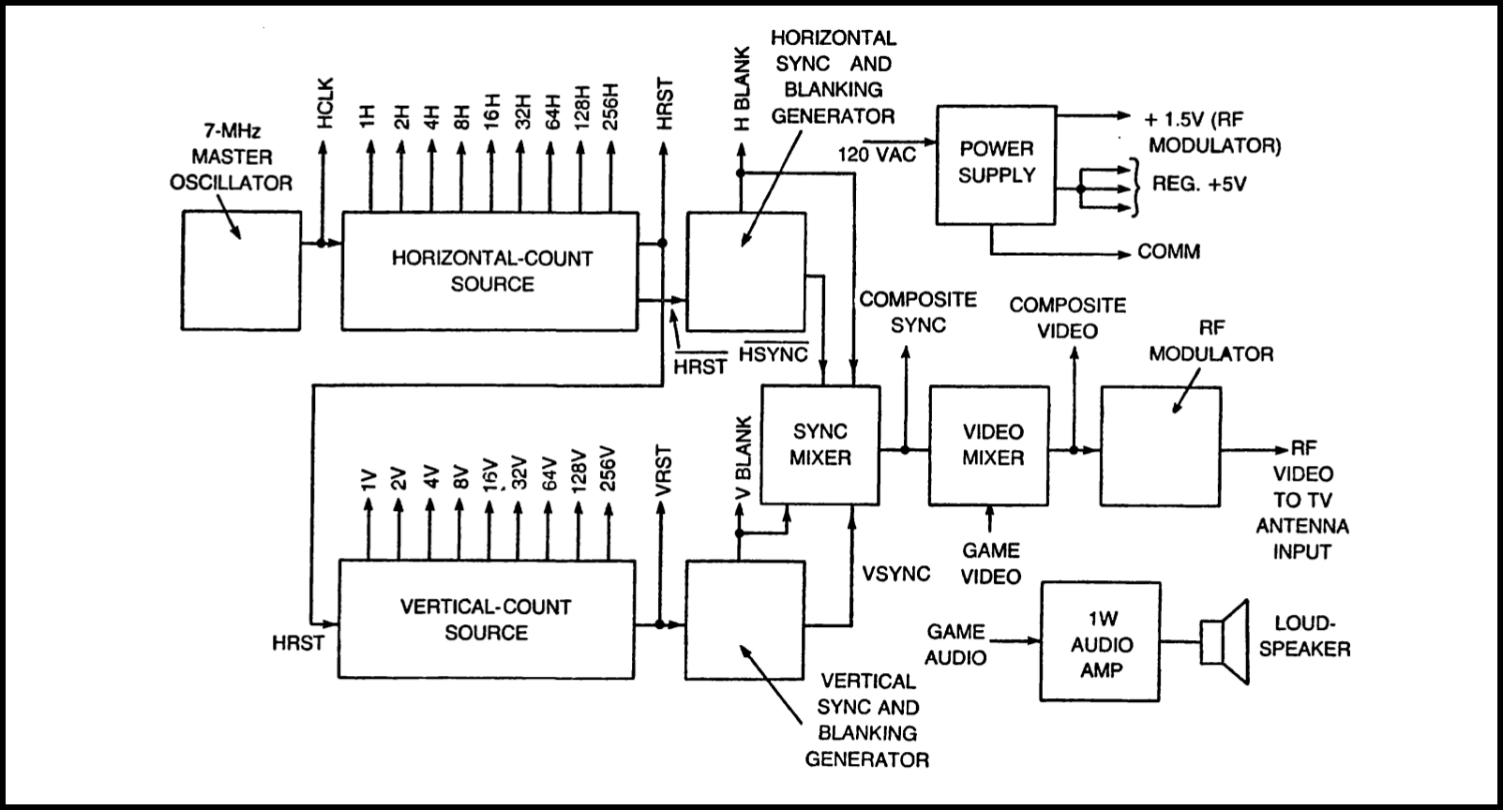 HORIZONTAL
SYNC AND
BLANKING
GENERATOR
7-MHz
MASTER
OSCILLATOR
HCLK
1H
2H
4H
8H
16H
32H
64H
128H
256H
HRST
H BLANK
HORIZONTAL-COUNT
SOURCE
HRST
HSYNC
120 VAC
POWER
SUPPLY
+ 1.5V (RF
MODULATOR)
REG. +5V
COMM
COMPOSITE
SYNC
COMPOSITE
VIDEO
RF
MODULATOR
SYNC
MIXER
VIDEO
MIXER
GAME
VIDEO
RF
VIDEO
TO TV
ANTENNA
INPUT
1V
2V
4V
8V
16V
32V
64V
128V
256V
VRST
V BLANK
HRST
VERTICAL-COUNT
SOURCE
VSYNC
VERTICAL
SYNC AND
BLANKING
GENERATOR
GAME
AUDIO
1W
AUDIO
AMP
LOUD-
SPEAKER